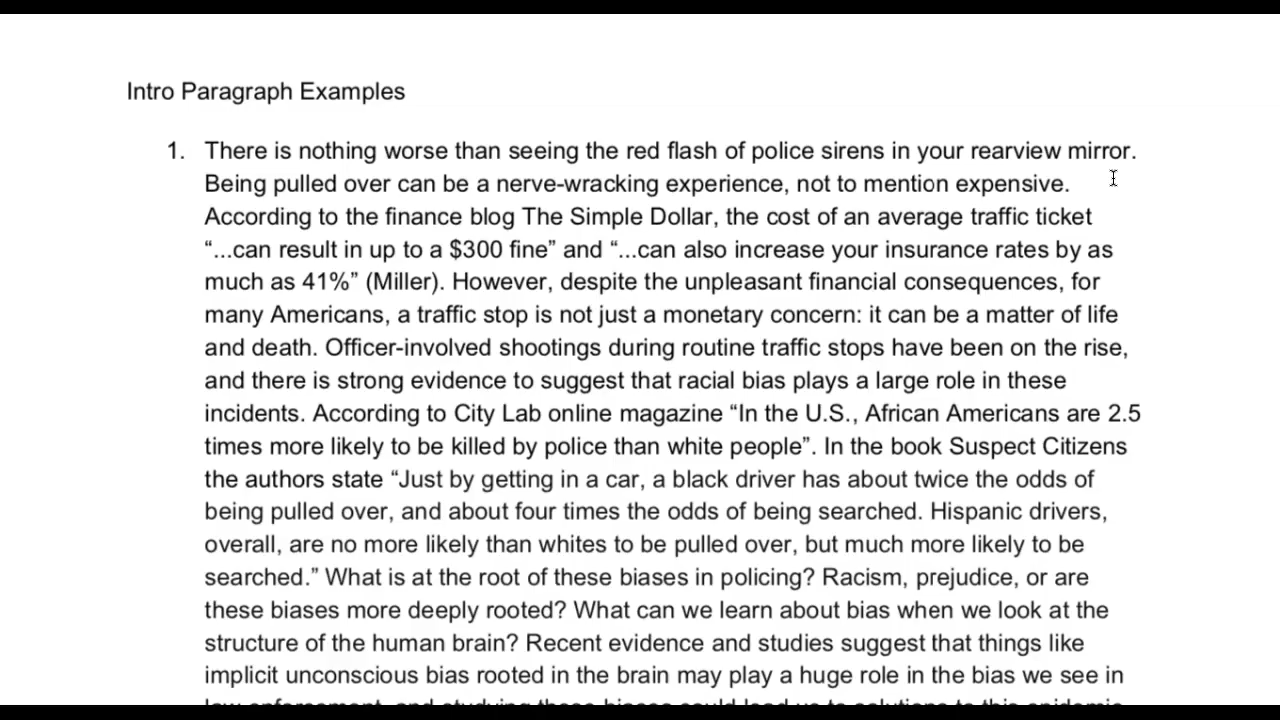 Intro Paragraph Examples
1. There is nothing worse than seeing the red flash of police sirens in your rearview mirror.
Being pulled over can be a nerve-wracking experience, not to mention expensive.
According to the finance blog The Simple Dollar, the cost of an average traffic ticket
“...can result in up to a $300 fine” and “...can also increase your insurance rates by as
much as 41%” (Miller). However, despite the unpleasant financial consequences, for
many Americans, a traffic stop is not just a monetary concern: it can be a matter of life
and death. Officer-involved shootings during routine traffic stops have been on the rise,
and there is strong evidence to suggest that racial bias plays a large role in these
incidents. According to City Lab online magazine “In the U.S., African Americans are 2.5
times more likely to be killed by police than white people”. In the book Suspect Citizens
the authors state “Just by getting in a car, a black driver has about twice the odds of
being pulled over, and about four times the odds of being searched. Hispanic drivers,
overall, are no more likely than whites to be pulled over, but much more likely to be
searched.” What is at the root of these biases in policing? Racism, prejudice, or are
these biases more deeply rooted? What can we learn about bias when we look at the
structure of the human brain? Recent evidence and studies suggest that things like
implicit unconscious bias rooted in the brain may play a huge role in the bias we see in